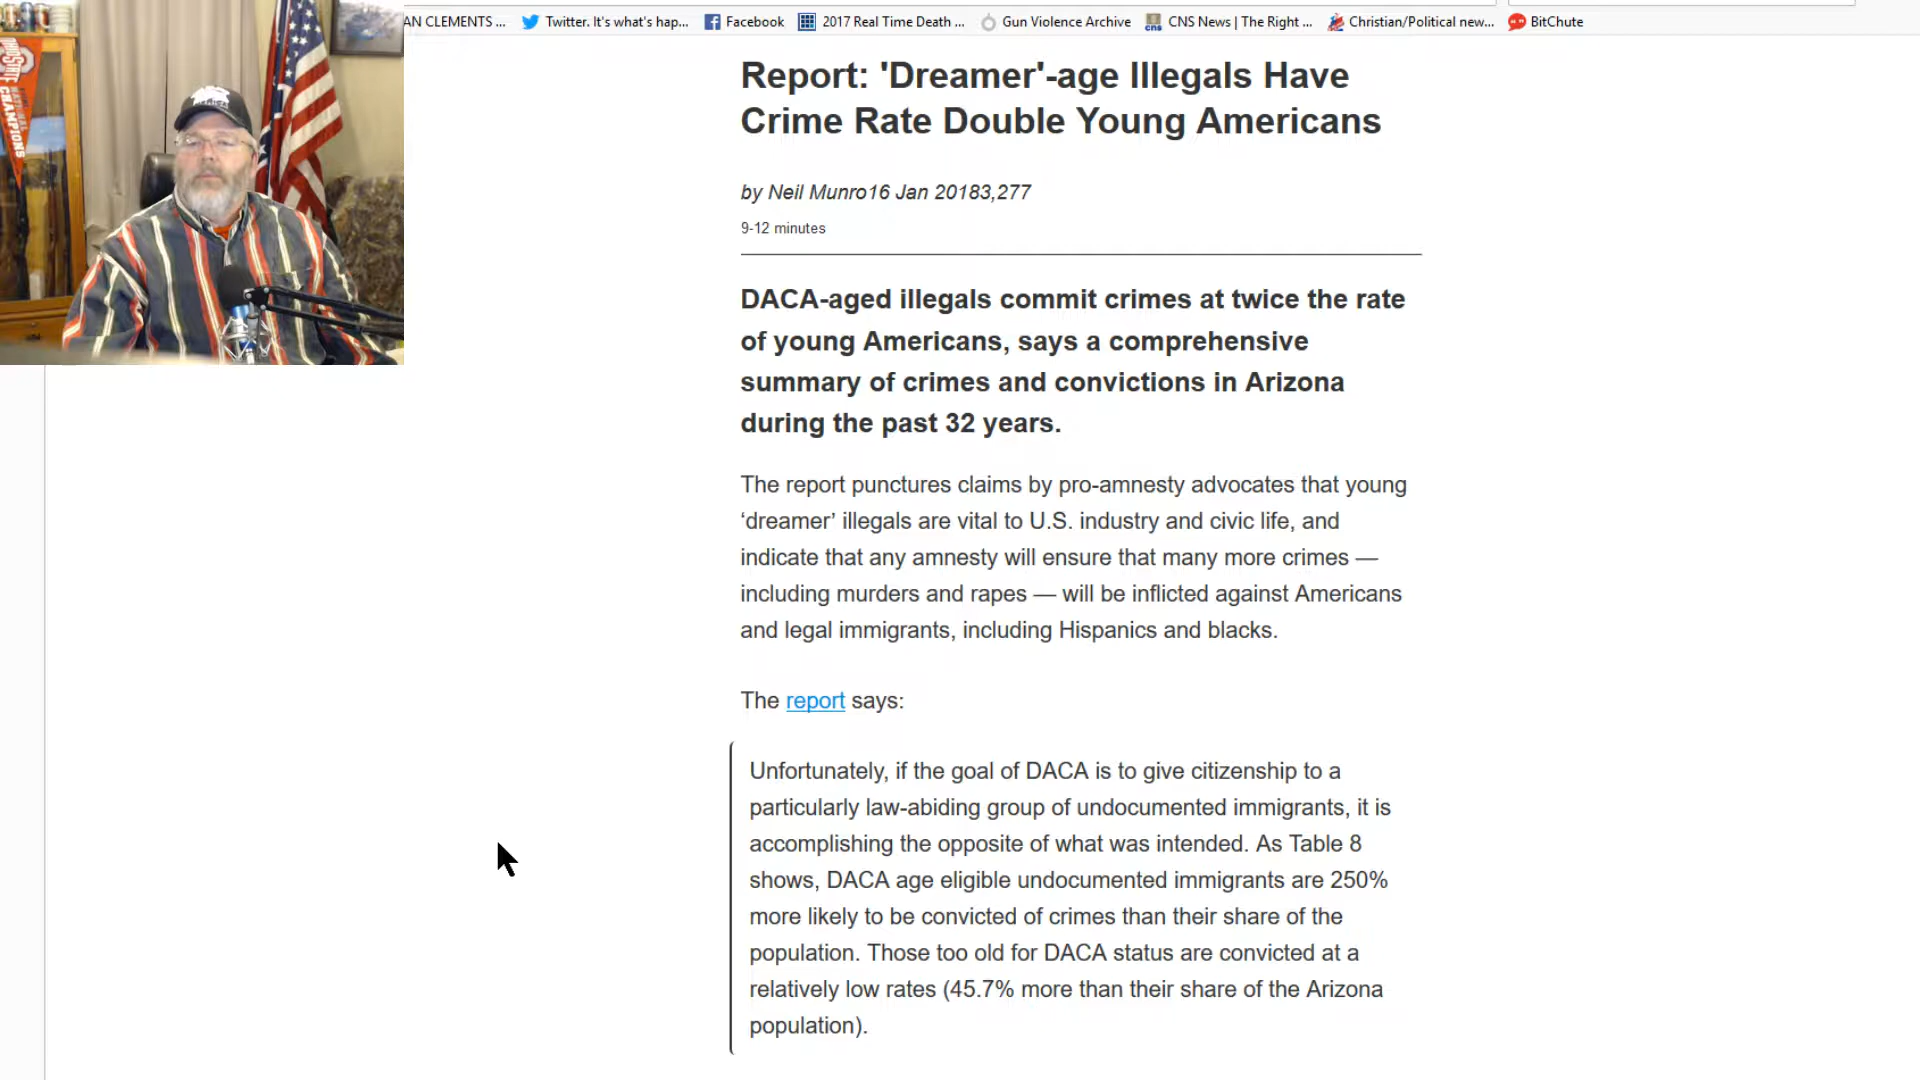 AN CLEMENTS ... Twitter. It's what's hap... Facebook 2017 Real Time Death ... Gun Violence Archive CNS News | The Right ... Christian/Political new... BitChute
Report: 'Dreamer'-age Illegals Have
Crime Rate Double Young Americans
by Neil Munro16 Jan 20183,277
9-12 minutes
DACA-aged illegals commit crimes at twice the rate
of young Americans, says a comprehensive
summary of crimes and convictions in Arizona
during the past 32 years.
The report punctures claims by pro-amnesty advocates that young
‘dreamer’ illegals are vital to U.S. industry and civic life, and
indicate that any amnesty will ensure that many more crimes —
including murders and rapes — will be inflicted against Americans
and legal immigrants, including Hispanics and blacks.
The report says:
Unfortunately, if the goal of DACA is to give citizenship to a
particularly law-abiding group of undocumented immigrants, it is
accomplishing the opposite of what was intended. As Table 8
shows, DACA age eligible undocumented immigrants are 250%
more likely to be convicted of crimes than their share of the
population. Those too old for DACA status are convicted at a
relatively low rates (45.7% more than their share of the Arizona
population).
CHAMPIONS